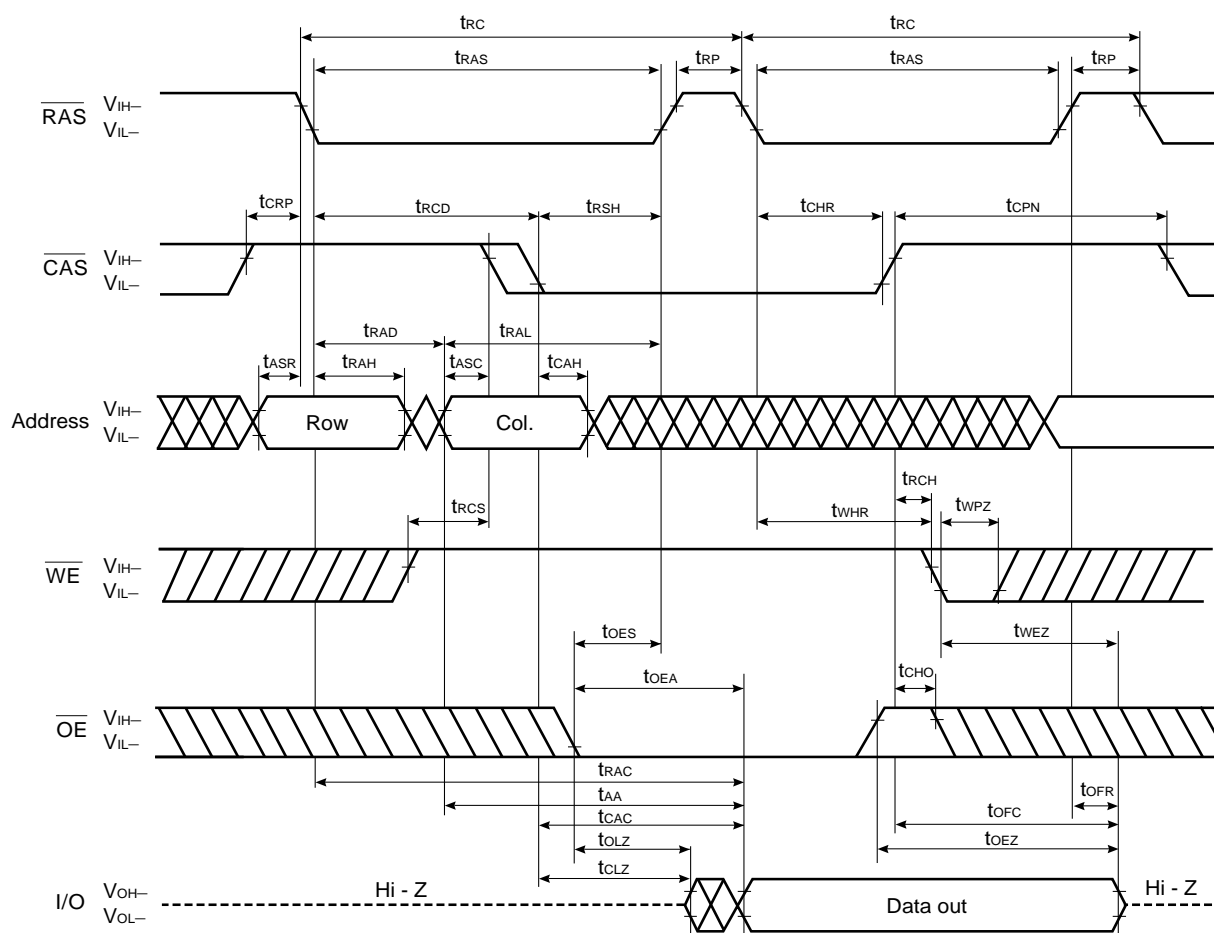 tRC tRC
tRAS tRP tRAS tRP
RAS VIH–
VIL–
tCRP tRCD tRSH tCHR tCPN
CAS VIH–
VIL–
tRAD tRAL
tASR tRAH tASC tCAH
Address VIH–
VIL–
Row Col.
tRCH
tRCS tWHR tWPZ
WE VIH–
VIL–
tOES tWEZ
tOEA tCHO
OE VIH–
VIL–
tRAC
tAA tOFR
tCAC tOFC
tOLZ tOEZ
tCLZ
I/O VOH–
VOL–
Hi - Z Data out Hi - Z